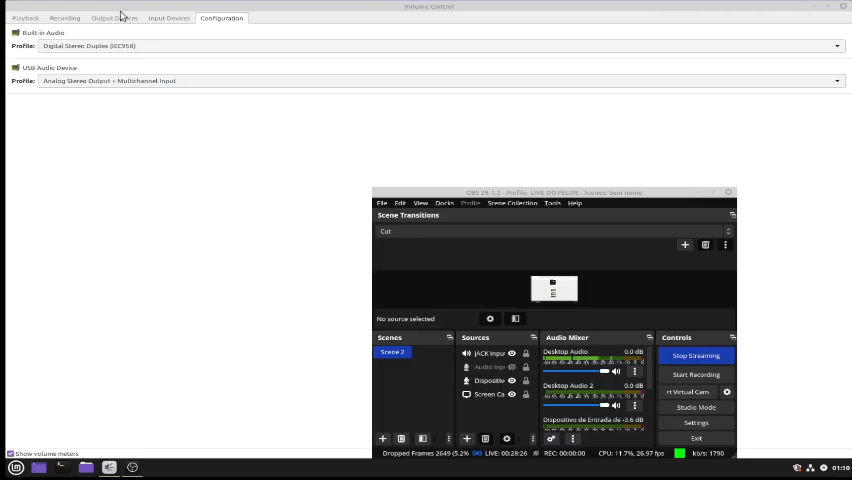 Volume Control
Playback Recording Output Devices Input Devices Configuration
Built-in Audio
Profile: Digital Stereo Duplex (IEC958)
USB Audio Device
Profile: Analog Stereo Output + Multichannel Input
OBS 29.1.2 - Profile: LIVE DO FELIPE - Scenes: Sem nome
File Edit View Docks Profile Scene Collection Tools Help
Scene Transitions
Cut
No source selected
Scenes Sources Audio Mixer Controls
Scene 2
JACK Input
Audio Inp
Dispositiv
Screen Ca
Desktop Audio 0.0 dB
Desktop Audio 2 0.0 dB
Dispositivo de Entrada de -3.6 dB
Stop Streaming
Start Recording
rt Virtual Cam
Studio Mode
Settings
Exit
Show volume meters
Dropped Frames 2649 (5.2% LIVE: 00:28:26 REC: 00:00:00 CPU: 11.7%, 26.97 fps kb/s: 1790
01:10